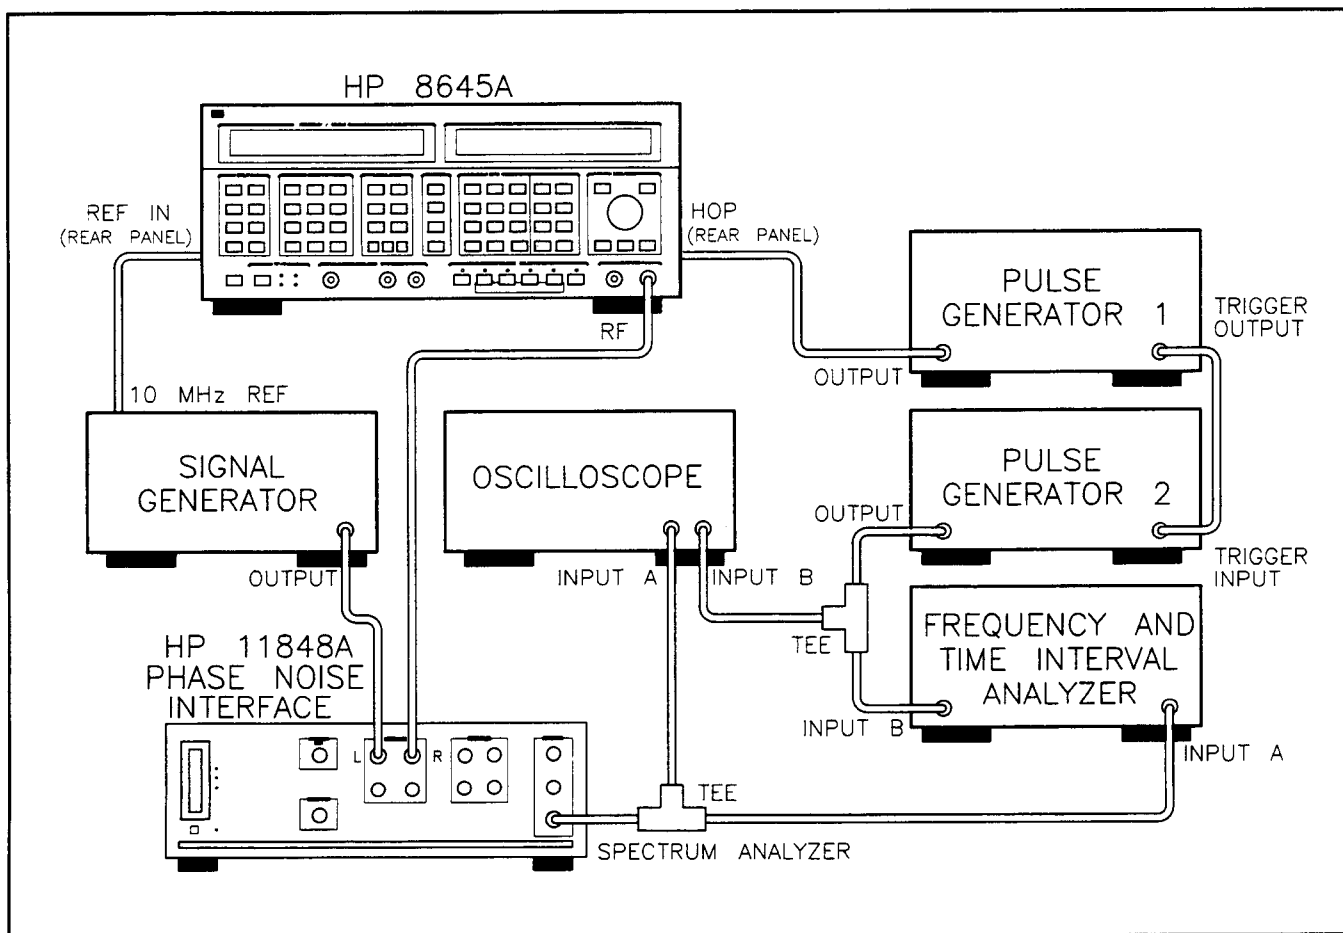 HP 8645A
REF IN
(REAR PANEL)
HOP
(REAR PANEL)
PULSE
GENERATOR 1
TRIGGER
OUTPUT
RF
OUTPUT
10 MHz REF
SIGNAL
GENERATOR
OSCILLOSCOPE
PULSE
GENERATOR 2
OUTPUT
TRIGGER
INPUT
OUTPUT
INPUT A
INPUT B
TEE
FREQUENCY AND
TIME INTERVAL
ANALYZER
INPUT B
INPUT A
HP 11848A
PHASE NOISE
INTERFACE
L
R
TEE
SPECTRUM ANALYZER